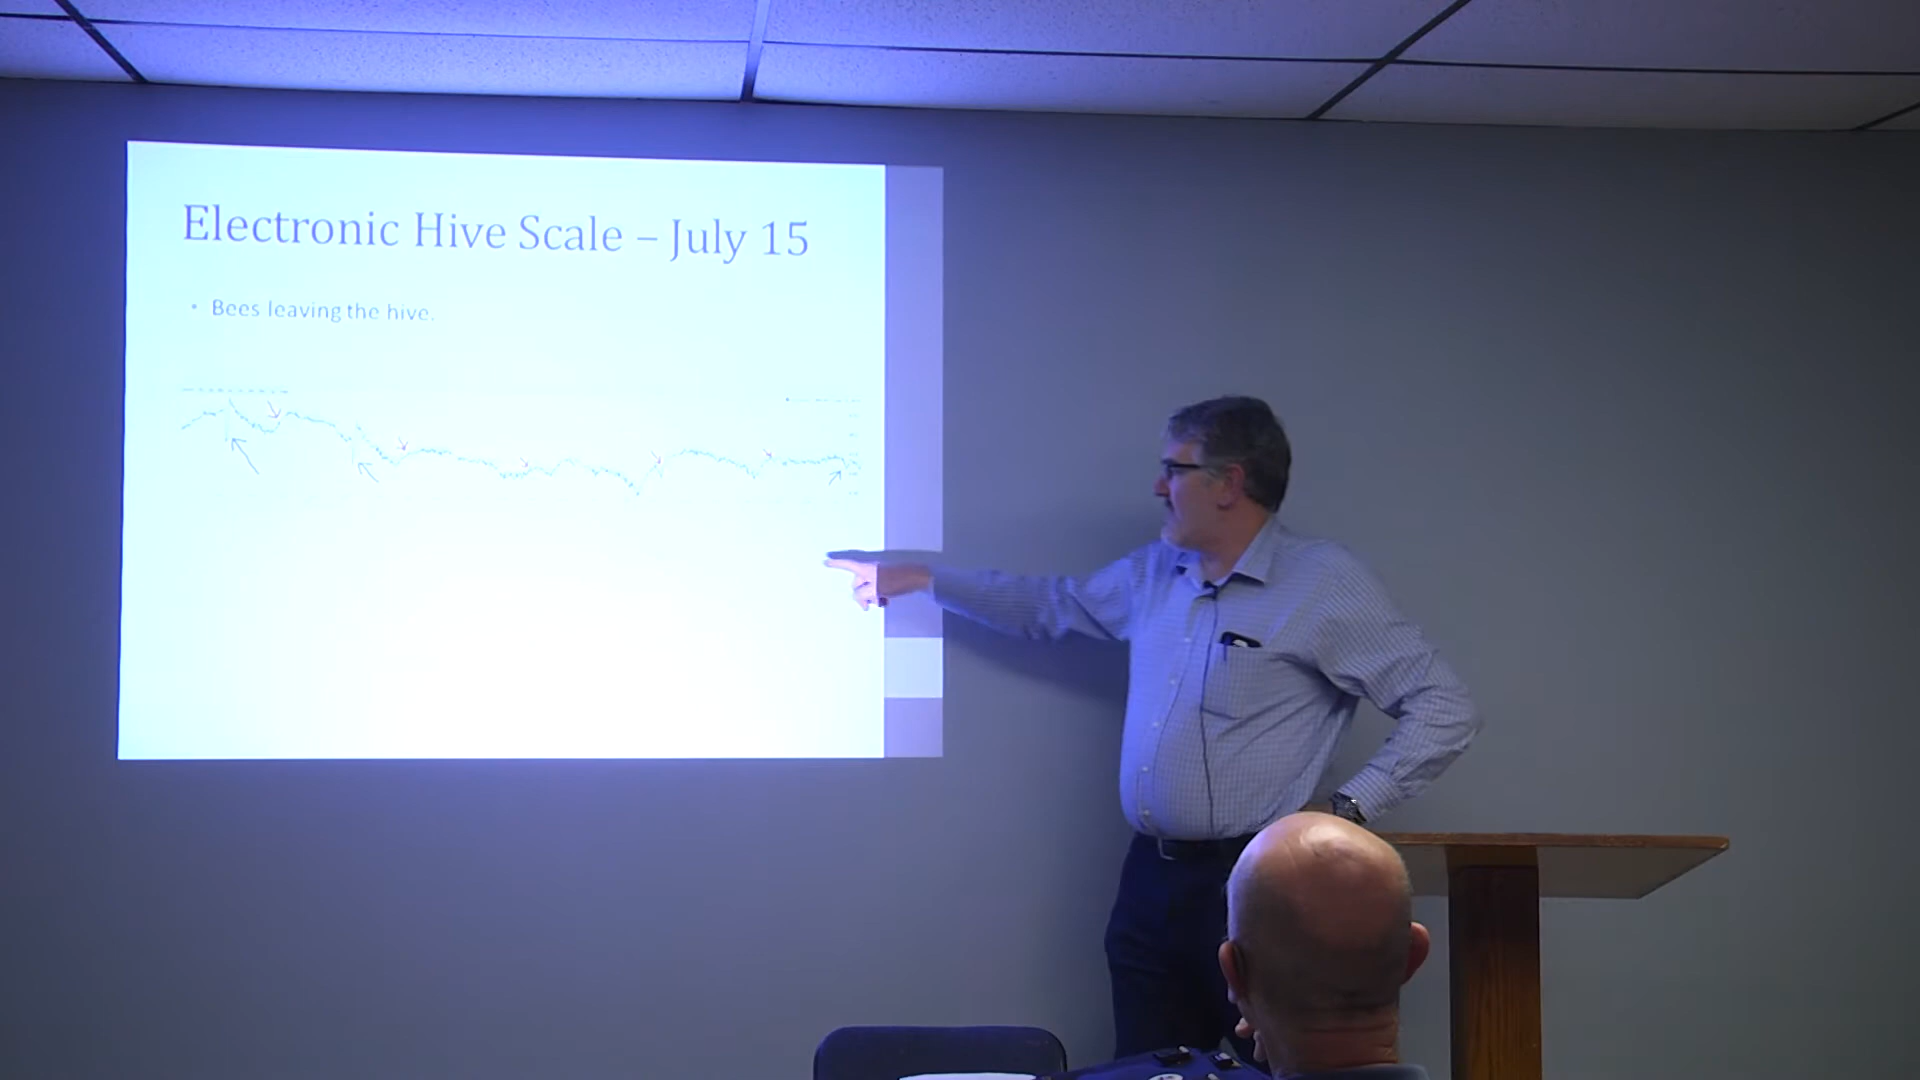 Electronic Hive Scale – July 15
• Bees leaving the hive.